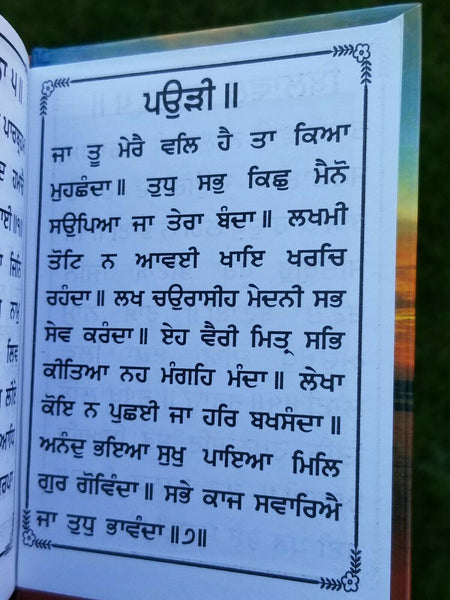 ਪਉੜੀ ॥
ਜਾ ਤੂ ਮੇਰੈ ਵਲਿ ਹੈ ਤਾ ਕਿਆ
ਮੁਹਛੰਦਾ ॥ ਤੁਧੁ ਸਭੁ ਕਿਛੁ ਮੈਨੋ
ਸਉਪਿਆ ਜਾ ਤੇਰਾ ਬੰਦਾ ॥ ਲਖਮੀ
ਤੋਟਿ ਨ ਆਵਈ ਖਾਇ ਖਰਚਿ
ਰਹੰਦਾ ॥ ਲਖ ਚਉਰਾਸੀਹ ਮੇਦਨੀ ਸਭ
ਸੇਵ ਕਰੰਦਾ ॥ ਏਹ ਵੈਰੀ ਮਿਤ੍ਰ ਸਭਿ
ਕੀਤਿਆ ਨਹ ਮੰਗਹਿ ਮੰਦਾ ॥ ਲੇਖਾ
ਕੋਇ ਨ ਪੁਛਈ ਜਾ ਹਰਿ ਬਖਸੰਦਾ ॥
ਅਨੰਦੁ ਭਇਆ ਸੁਖੁ ਪਾਇਆ ਮਿਲਿ
ਗੁਰ ਗੋਵਿੰਦਾ ॥ ਸਭੇ ਕਾਜ ਸਵਾਰਿਐ
ਜਾ ਤੁਧੁ ਭਾਵੰਦਾ ॥੭॥